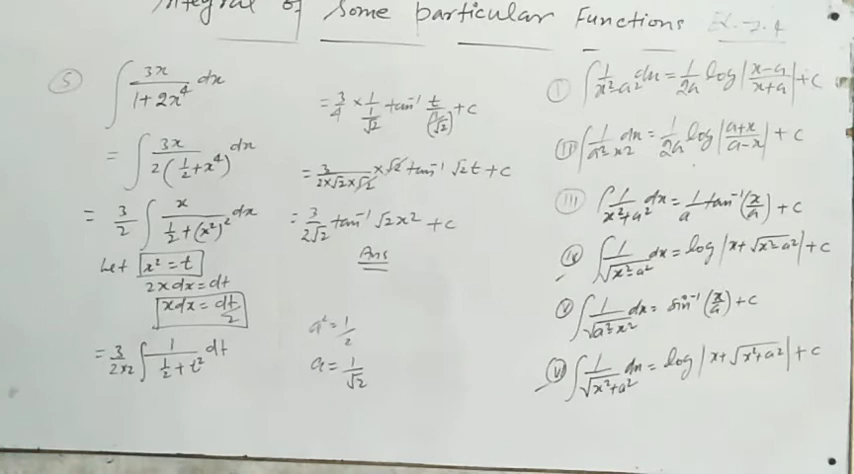 Integral of Some particular Functions Ex-7.4
(5) ∫ 3x/(1+2x⁴) dx
= ∫ 3x/(2(1/2+x⁴)) dx
= 3/2 ∫ x/(1/2+(x²)²) dx
Let x² = t
2x dx = dt
x dx = dt/2
= 3/(2×2) ∫ 1/(1/2+t²) dt
= 3/4 × 1/(1/√2) tan⁻¹ t/(1/√2) + c
= 3/(2×√2×√2) × √2 tan⁻¹ √2t + c
= 3/(2√2) tan⁻¹ √2x² + c
Ans
a² = 1/2
a = 1/√2
(I) ∫ 1/(x²-a²) dx = 1/(2a) log |(x-a)/(x+a)| + c
(II) ∫ 1/(a²-x²) dx = 1/(2a) log |(a+x)/(a-x)| + c
(III) ∫ 1/(x²+a²) dx = 1/a tan⁻¹(x/a) + c
(IV) ∫ 1/√(x²-a²) dx = log |x+√(x²-a²)| + c
(V) ∫ 1/√(a²-x²) dx = sin⁻¹(x/a) + c
(VI) ∫ 1/√(x²+a²) dx = log |x+√(x²+a²)| + c